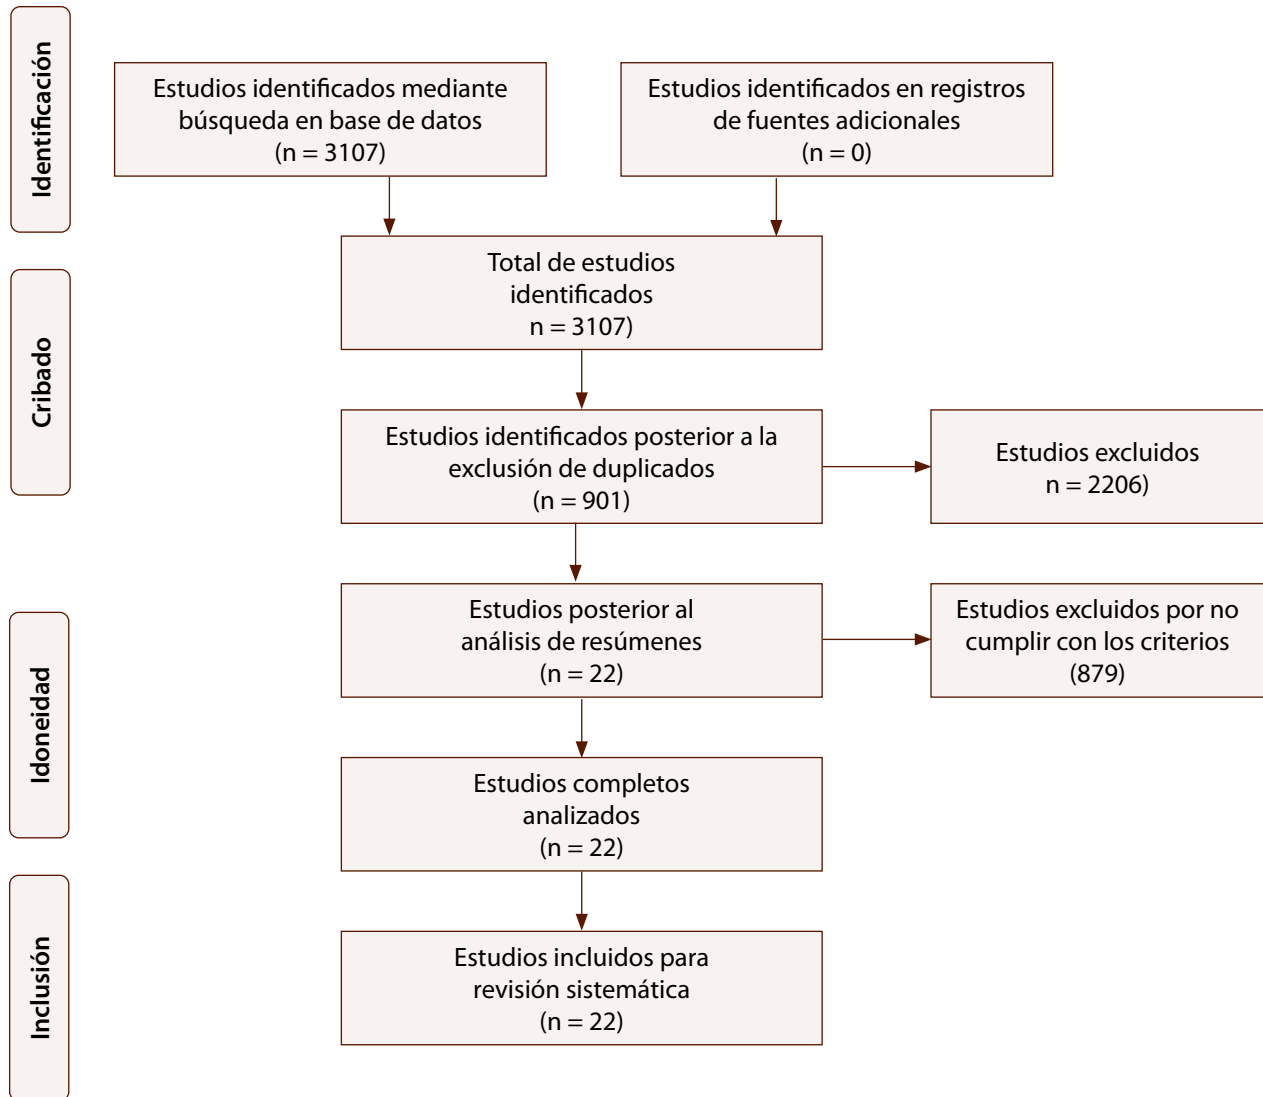 Identificación
Estudios identificados mediante
búsqueda en base de datos
(n = 3107)
Estudios identificados en registros
de fuentes adicionales
(n = 0)
Cribado
Total de estudios
identificados
n = 3107)
Estudios identificados posterior a la
exclusión de duplicados
(n = 901)
Estudios excluidos
n = 2206)
Idoneidad
Estudios posterior al
análisis de resúmenes
(n = 22)
Estudios excluidos por no
cumplir con los criterios
(879)
Estudios completos
analizados
(n = 22)
Inclusión
Estudios incluidos para
revisión sistemática
(n = 22)